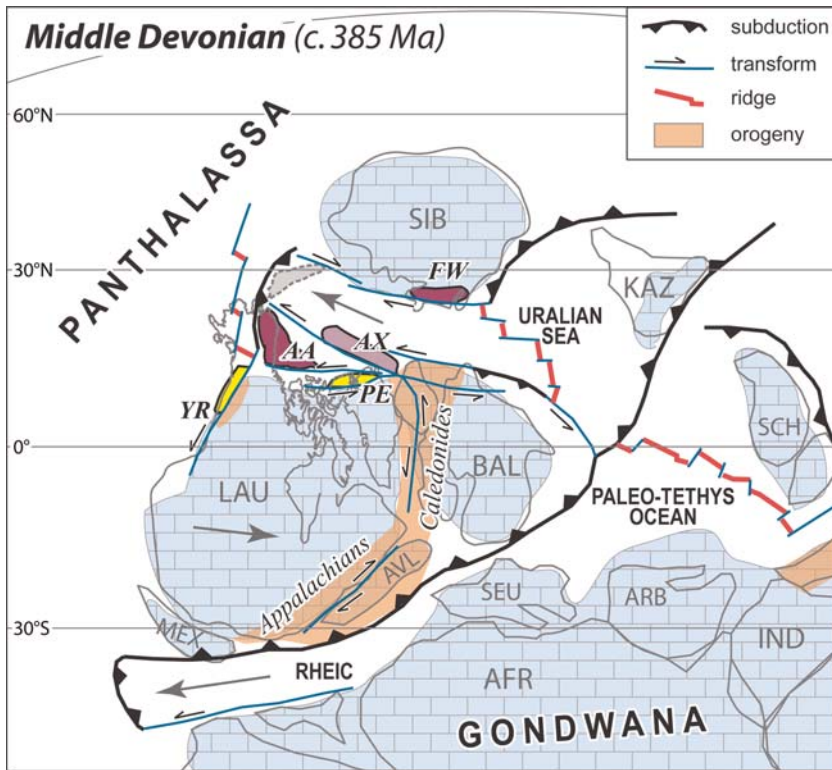 Middle Devonian (c. 385 Ma)
subduction
transform
ridge
orogeny
60°N
PANTHALASSA
SIB
30°N
FW
KAZ
URALIAN
SEA
AA
AX
YR
PE
SCH
0°
Caledonides
BAL
LAU
PALEO-TETHYS
OCEAN
Appalachians
AVL
SEU
ARB
30°S
MEX
IND
RHEIC
AFR
GONDWANA